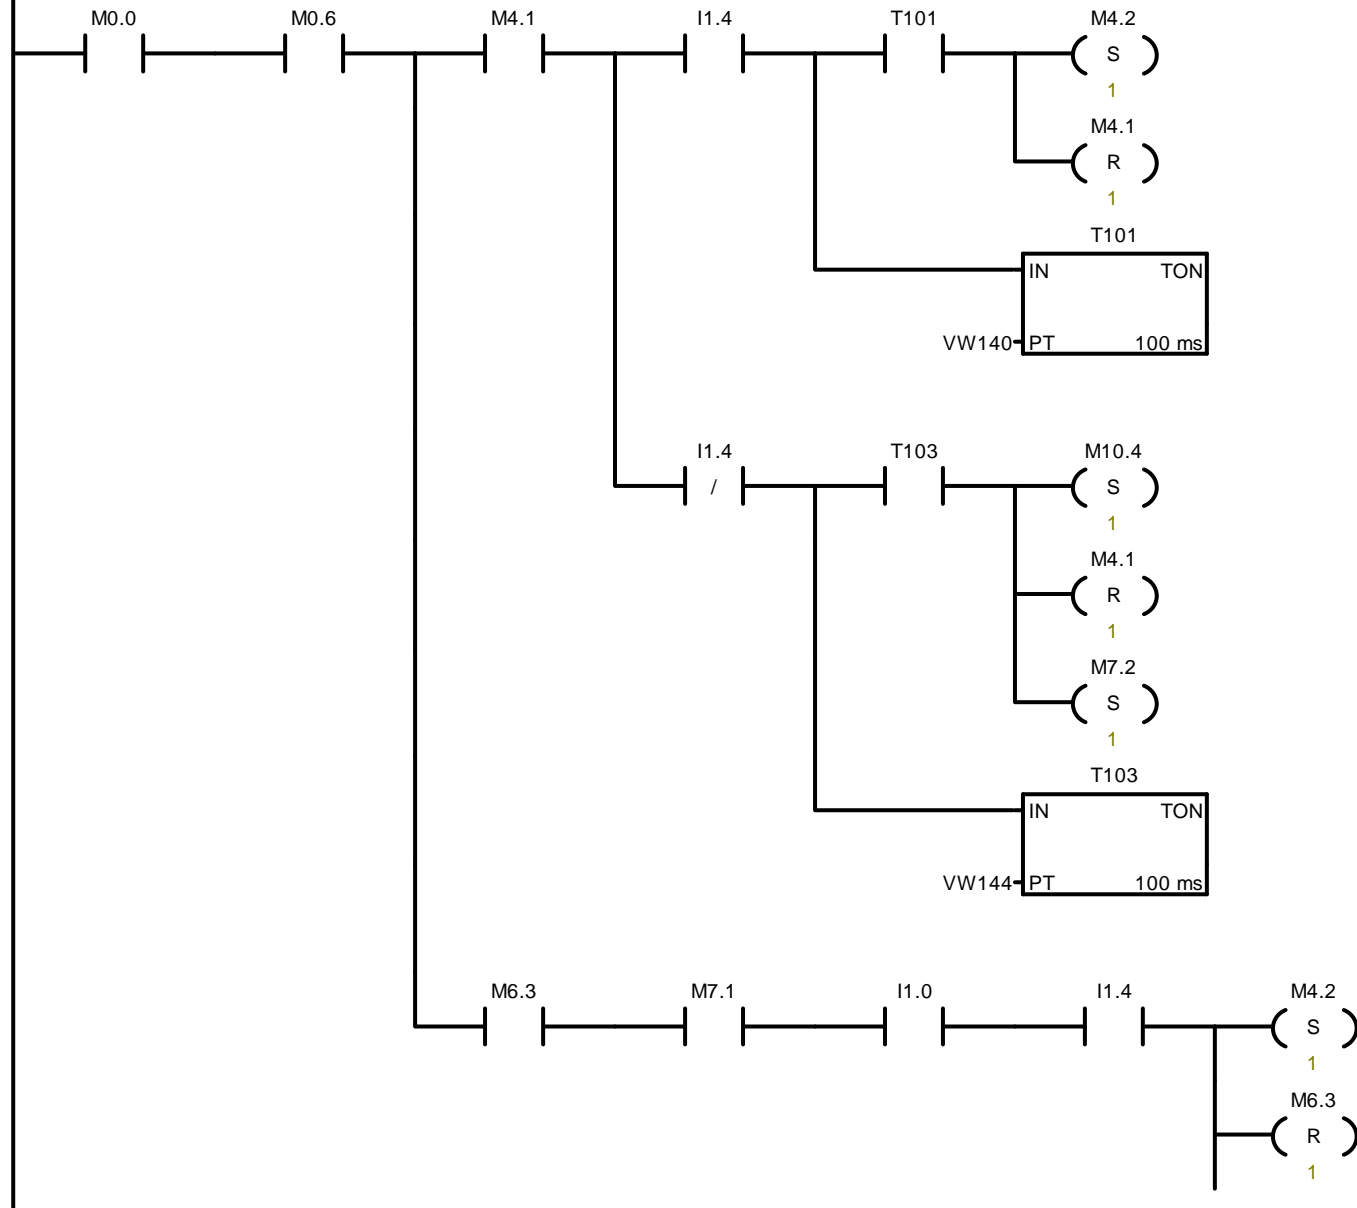 M0.0 M0.6 M4.1 I1.4 T101 M4.2
S
1
M4.1
R
1
T101
IN TON
VW140 PT 100 ms
I1.4 T103 M10.4
/ S
1
M4.1
R
1
M7.2
S
1
T103
IN TON
VW144 PT 100 ms
M6.3 M7.1 I1.0 I1.4 M4.2
S
1
M6.3
R
1